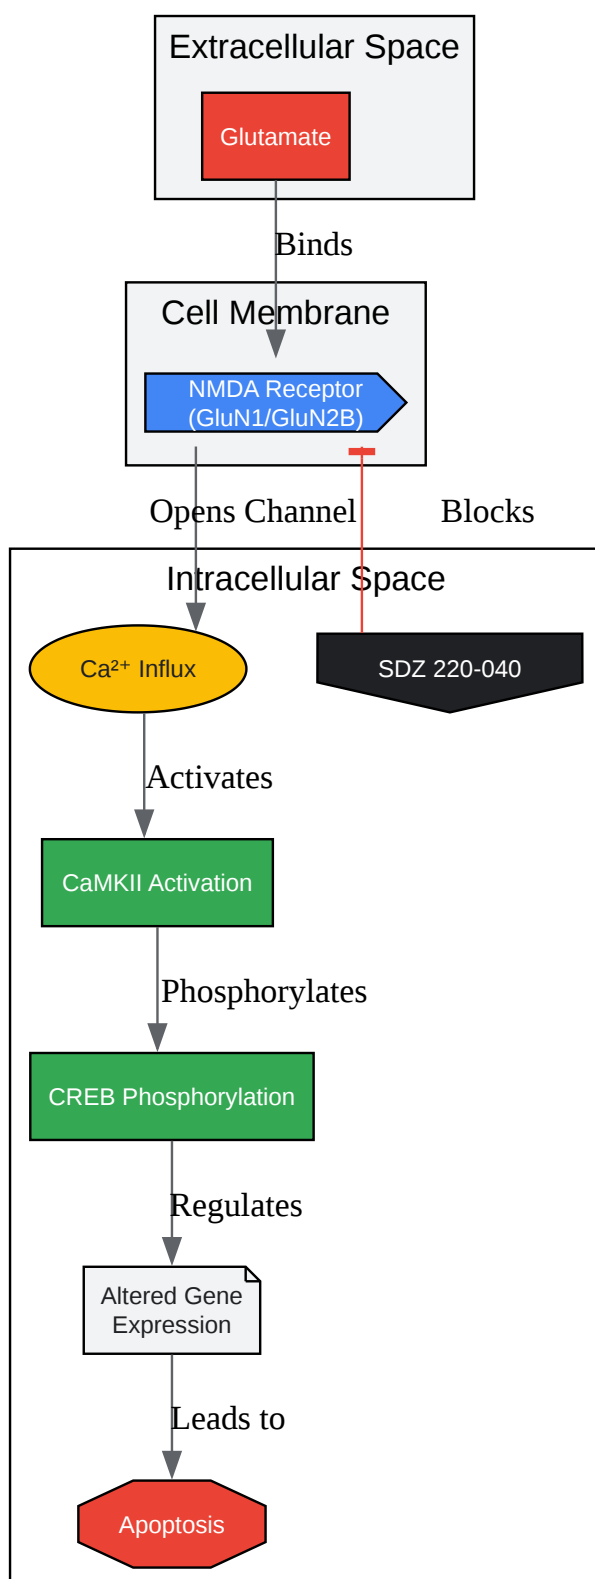 Extracellular Space
Glutamate
Binds
Cell Membrane
NMDA Receptor
(GluN1/GluN2B)
Opens Channel
Blocks
Intracellular Space
Ca²⁺ Influx
SDZ 220-040
Activates
CaMKII Activation
Phosphorylates
CREB Phosphorylation
Regulates
Altered Gene
Expression
Leads to
Apoptosis